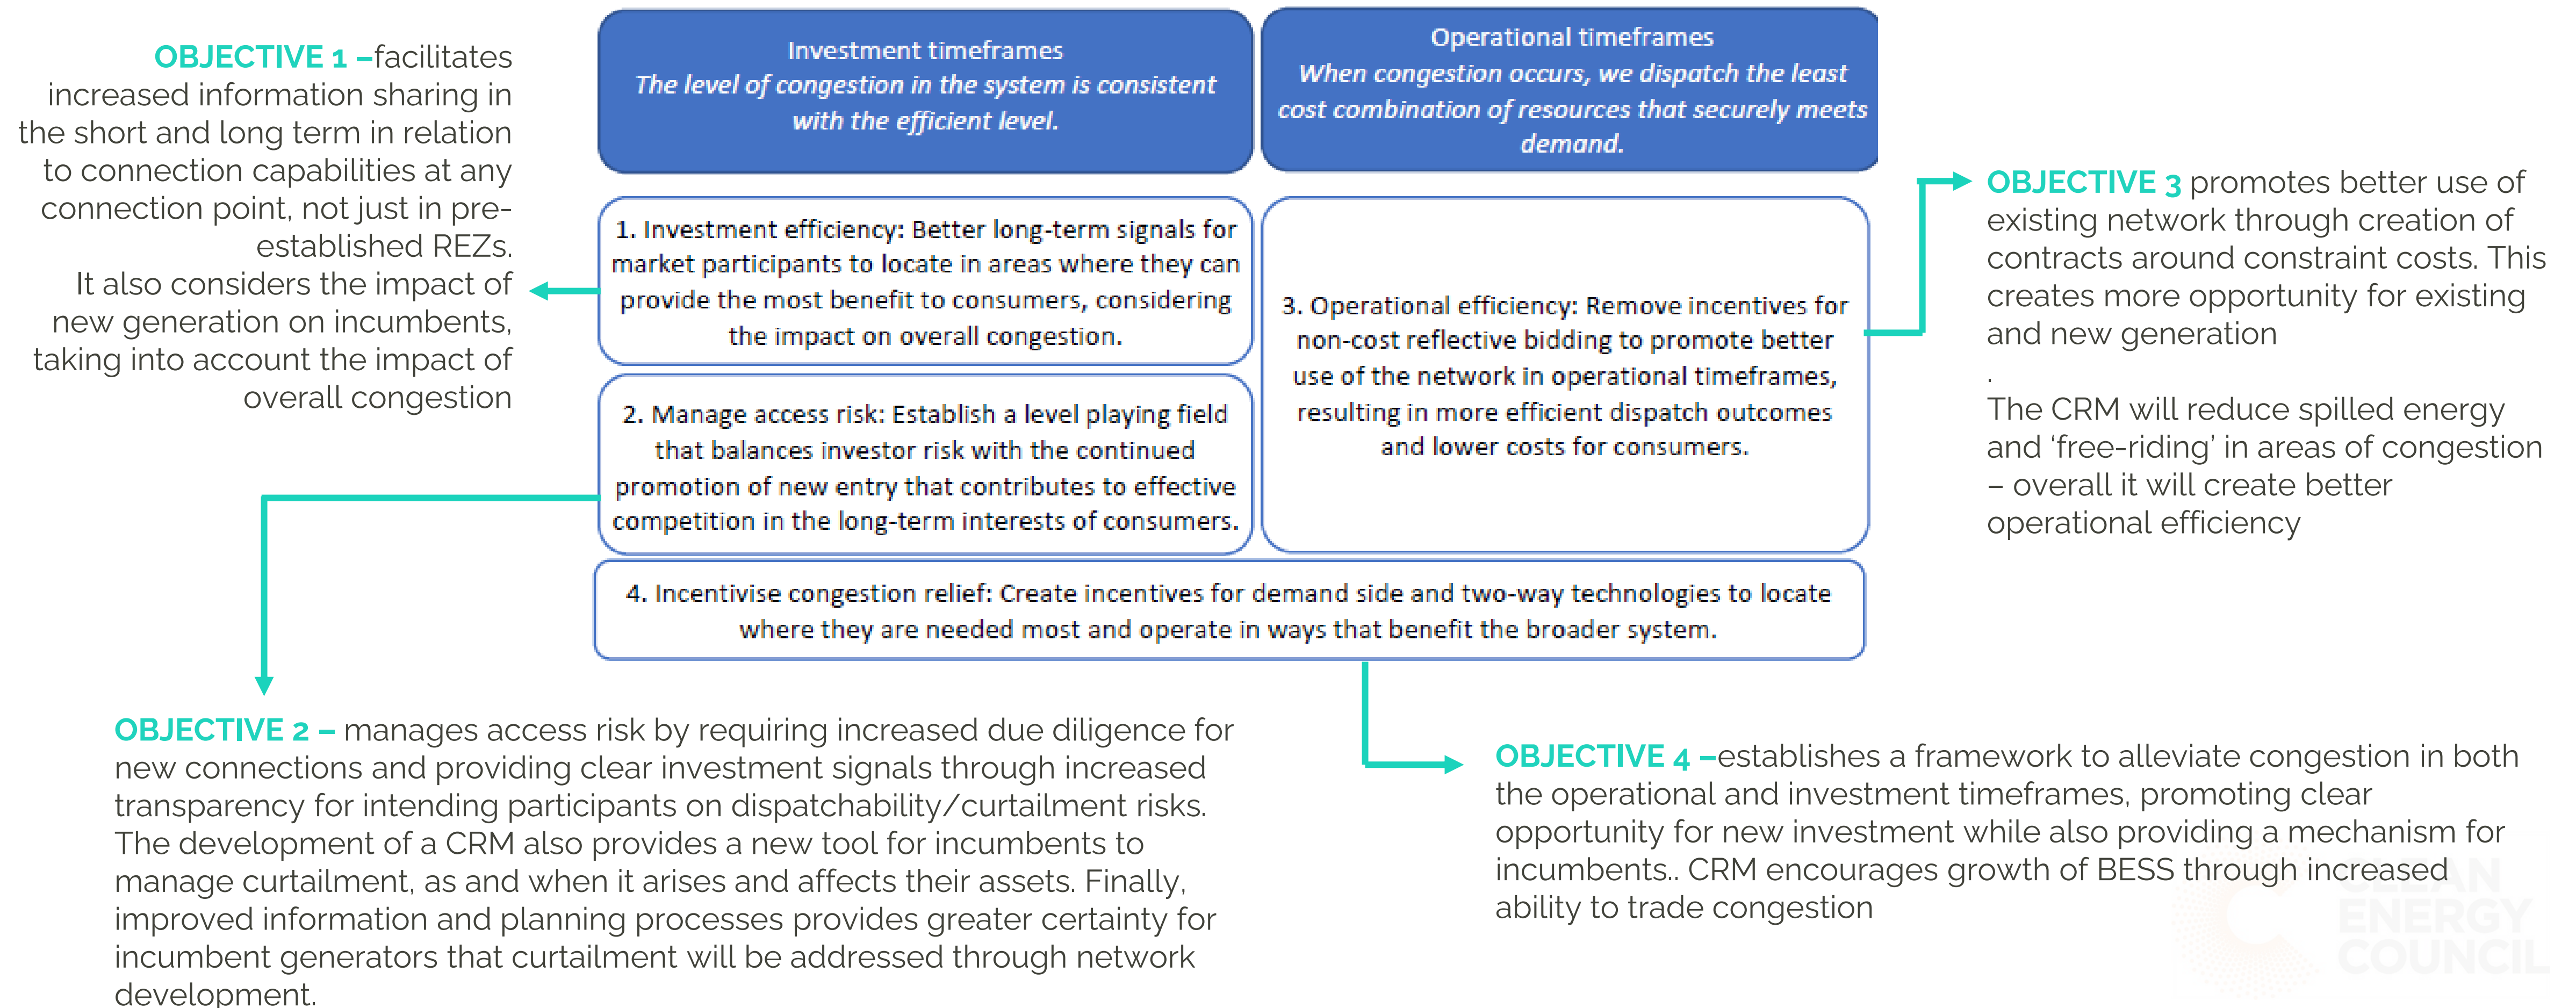 OBJECTIVE 1 –facilitates
increased information sharing in
the short and long term in relation
to connection capabilities at any
connection point, not just in pre-
established REZs.
It also considers the impact of
new generation on incumbents,
taking into account the impact of
overall congestion
Investment timeframes
The level of congestion in the system is consistent
with the efficient level.
Operational timeframes
When congestion occurs, we dispatch the least
cost combination of resources that securely meets
demand.
1. Investment efficiency: Better long-term signals for
market participants to locate in areas where they can
provide the most benefit to consumers, considering
the impact on overall congestion.
2. Manage access risk: Establish a level playing field
that balances investor risk with the continued
promotion of new entry that contributes to effective
competition in the long-term interests of consumers.
3. Operational efficiency: Remove incentives for
non-cost reflective bidding to promote better
use of the network in operational timeframes,
resulting in more efficient dispatch outcomes
and lower costs for consumers.
4. Incentivise congestion relief: Create incentives for demand side and two-way technologies to locate
where they are needed most and operate in ways that benefit the broader system.
OBJECTIVE 3 promotes better use of
existing network through creation of
contracts around constraint costs. This
creates more opportunity for existing
and new generation
.
The CRM will reduce spilled energy
and ‘free-riding’ in areas of congestion
– overall it will create better
operational efficiency
OBJECTIVE 2 – manages access risk by requiring increased due diligence for
new connections and providing clear investment signals through increased
transparency for intending participants on dispatchability/curtailment risks.
The development of a CRM also provides a new tool for incumbents to
manage curtailment, as and when it arises and affects their assets. Finally,
improved information and planning processes provides greater certainty for
incumbent generators that curtailment will be addressed through network
development.
OBJECTIVE 4 –establishes a framework to alleviate congestion in both
the operational and investment timeframes, promoting clear
opportunity for new investment while also providing a mechanism for
incumbents.. CRM encourages growth of BESS through increased
ability to trade congestion
CLEAN
ENERGY
COUNCIL